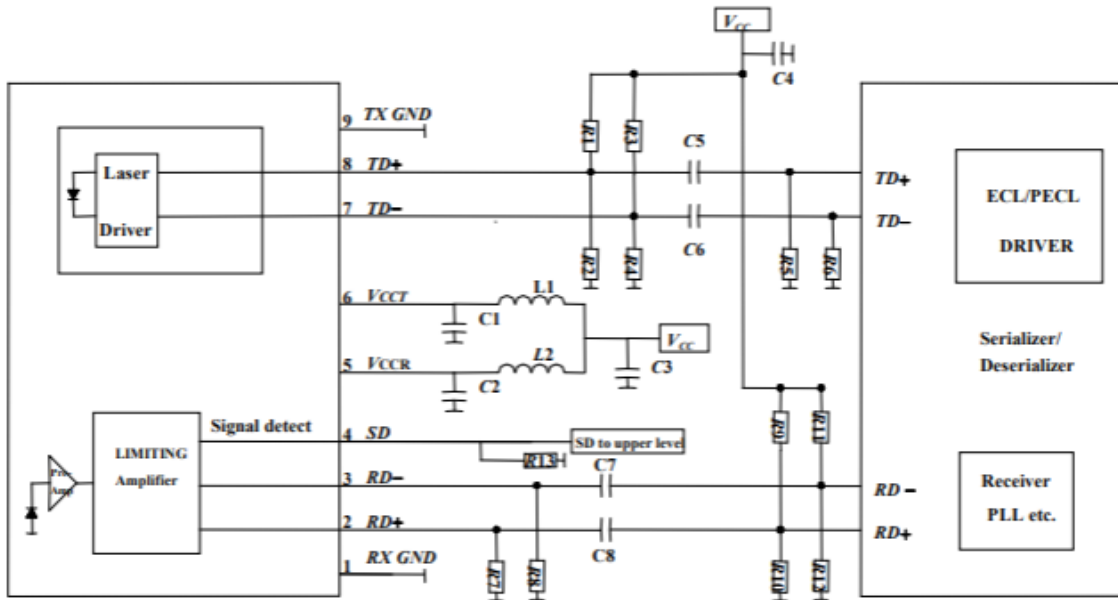 VCC
C4
9 TX GND
R1
R3
C5
Laser
Driver
8 TD+
TD+
ECL/PECL
DRIVER
7 TD−
C6
TD−
R2
R4
R5
R6
6 VCCT
L1
C1
VCC
Serializer/
Deserializer
5 VCCR
L2
C2
C3
Signal detect
4 SD
SD to upper level
R9
R11
LIMITING
Amplifier
R13
Pre-
Amp
3 RD−
C7
RD −
Receiver
PLL etc.
2 RD+
C8
RD+
1 RX GND
R7
R8
R10
R12